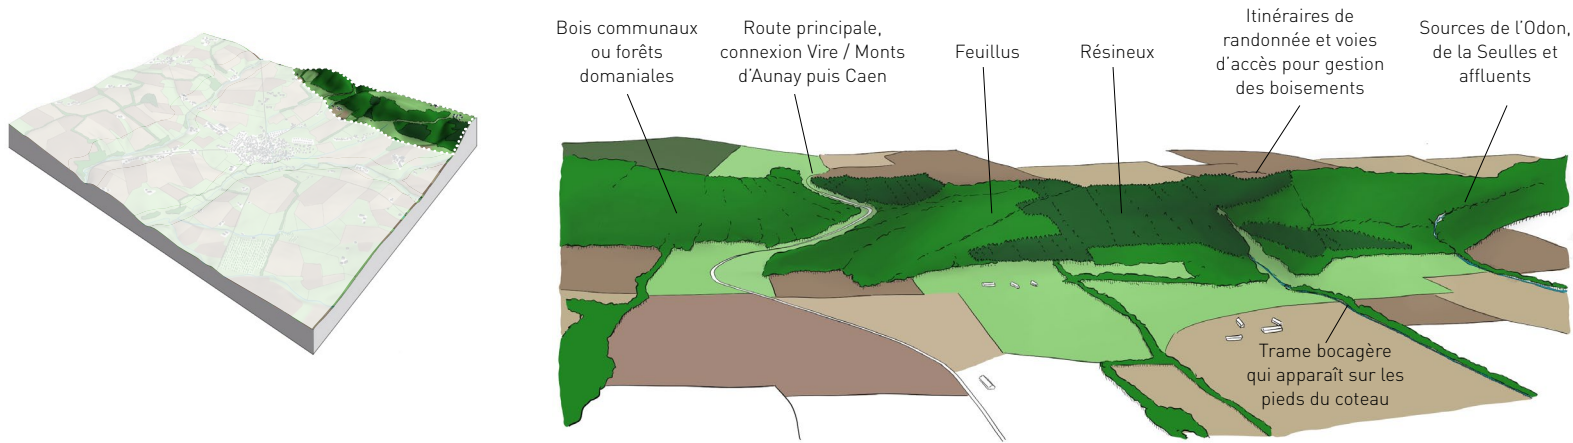 Bois communaux
ou forêts
domaniales
Route principale,
connexion Vire / Monts
d'Aunay puis Caen
Feuillus
Résineux
Itinéraires de
randonnée et voies
d'accès pour gestion
des boisements
Sources de l'Odon,
de la Seulles et
affluents
Trame bocagère
qui apparaît sur les
pieds du coteau